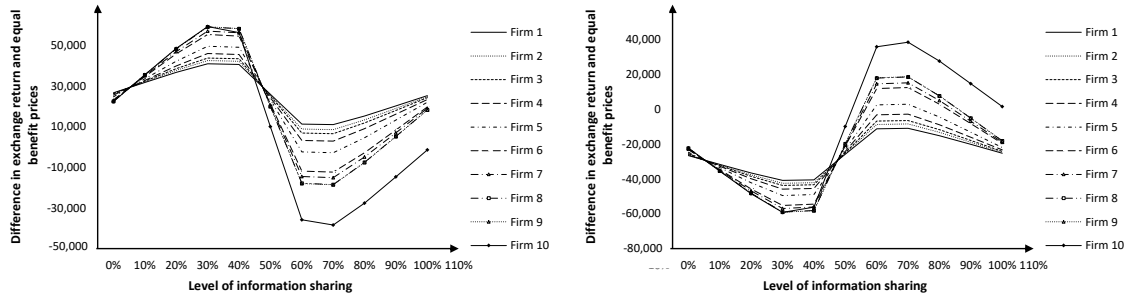 Difference in exchange return and equal
benefit prices
50,000
30,000
10,000
-10,000
-30,000
-50,000
0% 10% 20% 30% 40% 50% 60% 70% 80% 90% 100% 110%
Level of information sharing
Firm 1
Firm 2
Firm 3
Firm 4
Firm 5
Firm 6
Firm 7
Firm 8
Firm 9
Firm 10
Difference in exchange return and equal
benefit prices
40,000
20,000
0
-20,000
-40,000
-60,000
-80,000
0% 10% 20% 30% 40% 50% 60% 70% 80% 90% 100% 110%
Level of information sharing
Firm 1
Firm 2
Firm 3
Firm 4
Firm 5
Firm 6
Firm 7
Firm 8
Firm 9
Firm 10